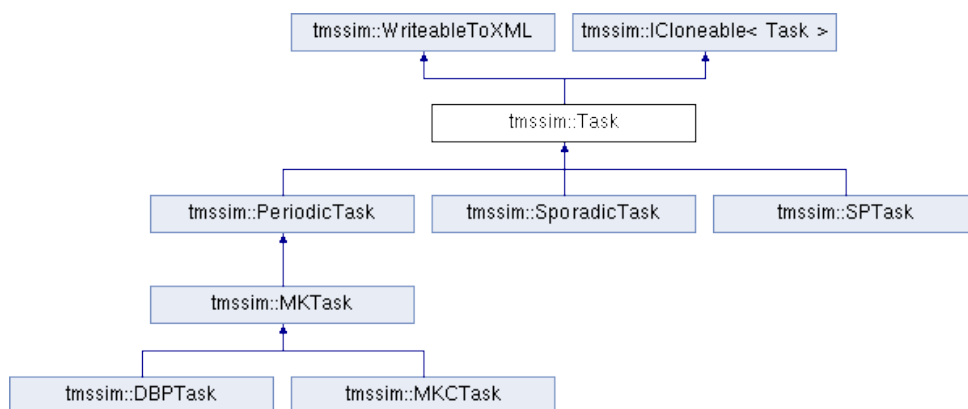 tmssim::WriteableToXML
tmssim::ICloneable< Task >
tmssim::Task
tmssim::PeriodicTask
tmssim::SporadicTask
tmssim::SPTask
tmssim::MKTask
tmssim::DBPTask
tmssim::MKCTask